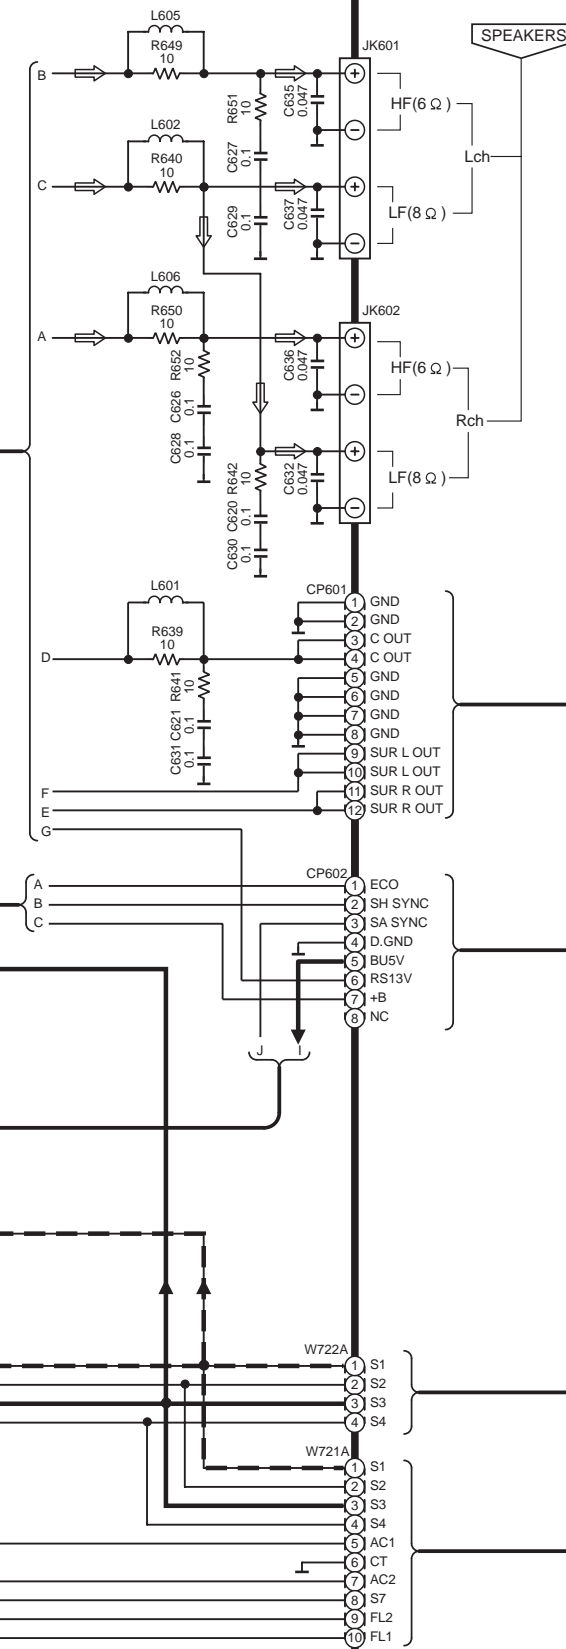 L605
SPEAKERS
R649
10
JK601
B
R651
10
C635
0.047
HF(6 Ω)
L602
R640
10
C627
0.1
Lch
C
C629
0.1
C637
0.047
LF(8 Ω)
L606
JK602
R650
10
A
R652
10
C636
0.047
HF(6 Ω)
C626
0.1
Rch
C628
0.1
R642
10
C632
0.047
LF(8 Ω)
C620
0.1
C630
0.1
L601
CP601
1 GND
2 GND
R639
10
3 C OUT
D
4 C OUT
R641
10
5 GND
6 GND
C621
0.1
7 GND
8 GND
C631
0.1
9 SUR L OUT
10 SUR L OUT
F
11 SUR R OUT
E
12 SUR R OUT
G
CP602
A
1 ECO
B
2 SH SYNC
C
3 SA SYNC
4 D.GND
5 BU5V
6 RS13V
7 +B
8 NC
J I
W722A
1 S1
2 S2
3 S3
4 S4
W721A
1 S1
2 S2
3 S3
4 S4
5 AC1
6 CT
7 AC2
8 S7
9 FL2
10 FL1